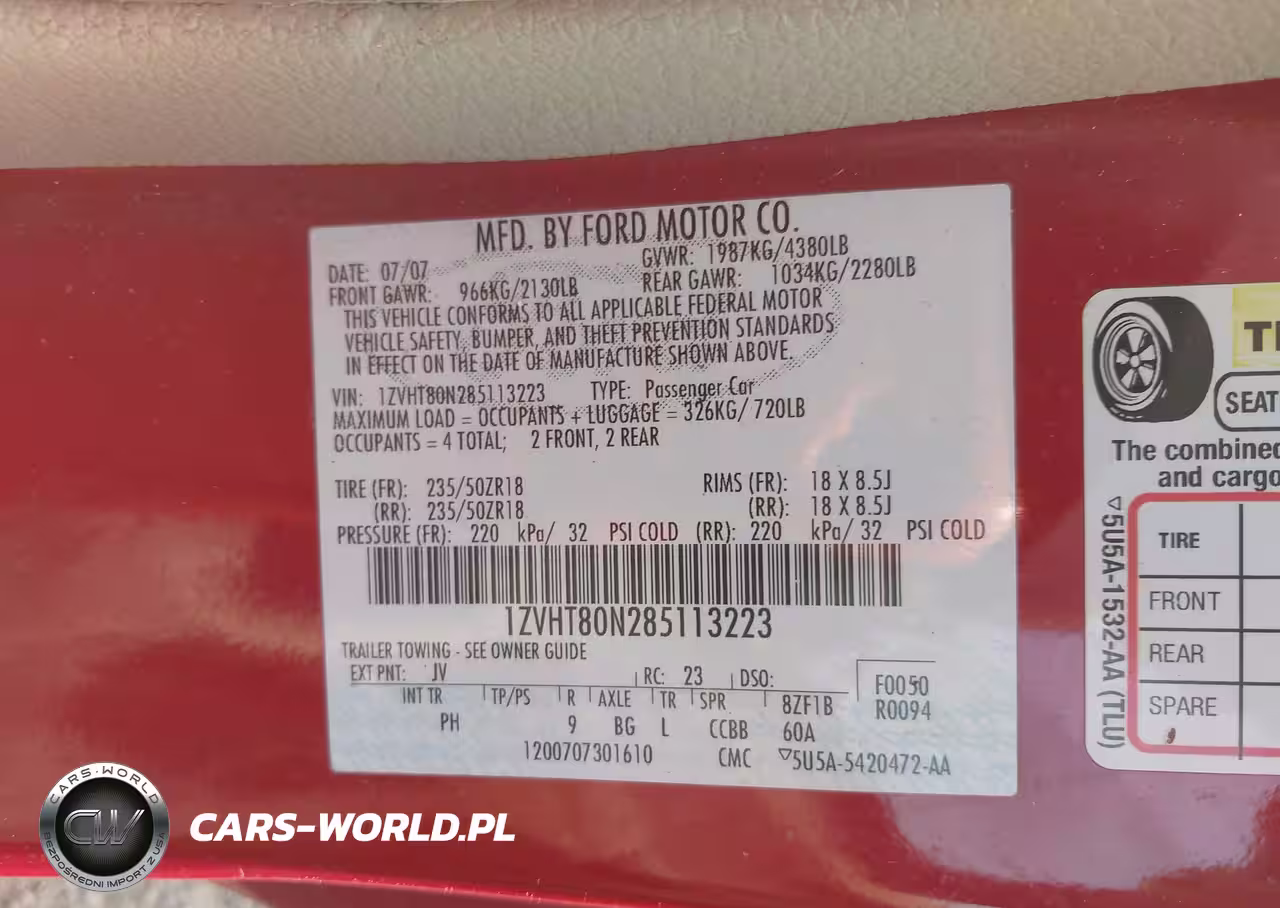 MFD. BY FORD MOTOR CO.
DATE: 07/07 GVWR: 1987KG/4380LB
FRONT GAWR: 966KG/2130LB REAR GAWR: 1034KG/2280LB
THIS VEHICLE CONFORMS TO ALL APPLICABLE FEDERAL MOTOR
VEHICLE SAFETY, BUMPER, AND THEFT PREVENTION STANDARDS
IN EFFECT ON THE DATE OF MANUFACTURE SHOWN ABOVE.
VIN: 1ZVHT80N285113223 TYPE: Passenger Car
MAXIMUM LOAD = OCCUPANTS + LUGGAGE = 326KG/ 720LB
OCCUPANTS = 4 TOTAL; 2 FRONT, 2 REAR
TIRE (FR): 235/50ZR18 RIMS (FR): 18 X 8.5J
(RR): 235/50ZR18 (RR): 18 X 8.5J
PRESSURE (FR): 220 kPa/ 32 PSI COLD (RR): 220 kPa/ 32 PSI COLD
1ZVHT80N285113223
TRAILER TOWING - SEE OWNER GUIDE
EXT PNT: JV RC: 23 DSO: F0050
INT TR TP/PS R AXLE TR SPR 8ZF1B R0094
PH 9 BG L CCBB 60A
1200707301610 CMC ▽5U5A-5420472-AA
SEAT
The combined
and cargo
TIRE
FRONT
REAR
SPARE
▽5U5A-1532-AA (TLU)
CARS-WORLD
CW
BEZPOŚREDNI IMPORT Z USA
CARS-WORLD.PL